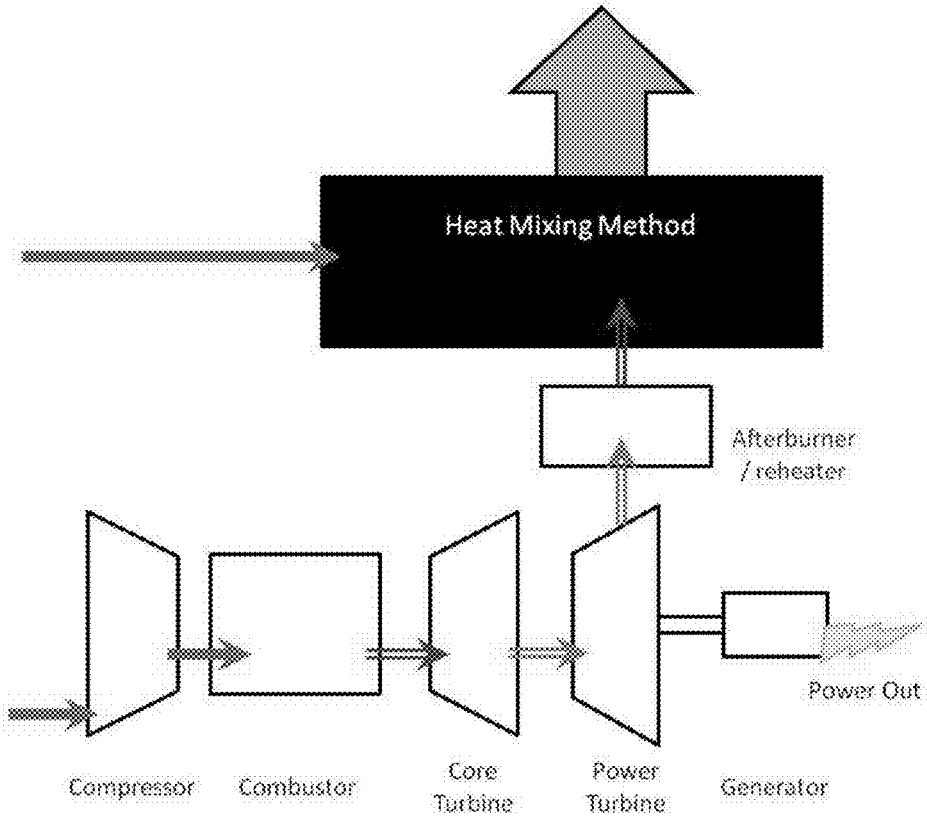 Heat Mixing Method
Afterburner
/ reheater
Power Out
Compressor
Combustor
Core
Turbine
Power
Turbine
Generator